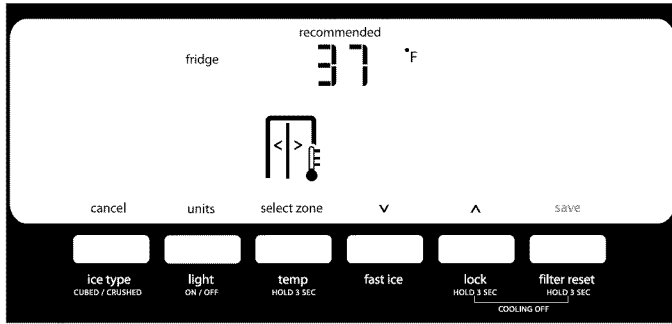 recommended
fridge 37 °F
< >
cancel units select zone ∨ ∧ save
ice type light temp fast ice lock filter reset
CUBED / CRUSHED ON / OFF HOLD 3 SEC HOLD 3 SEC HOLD 3 SEC
COOLING OFF